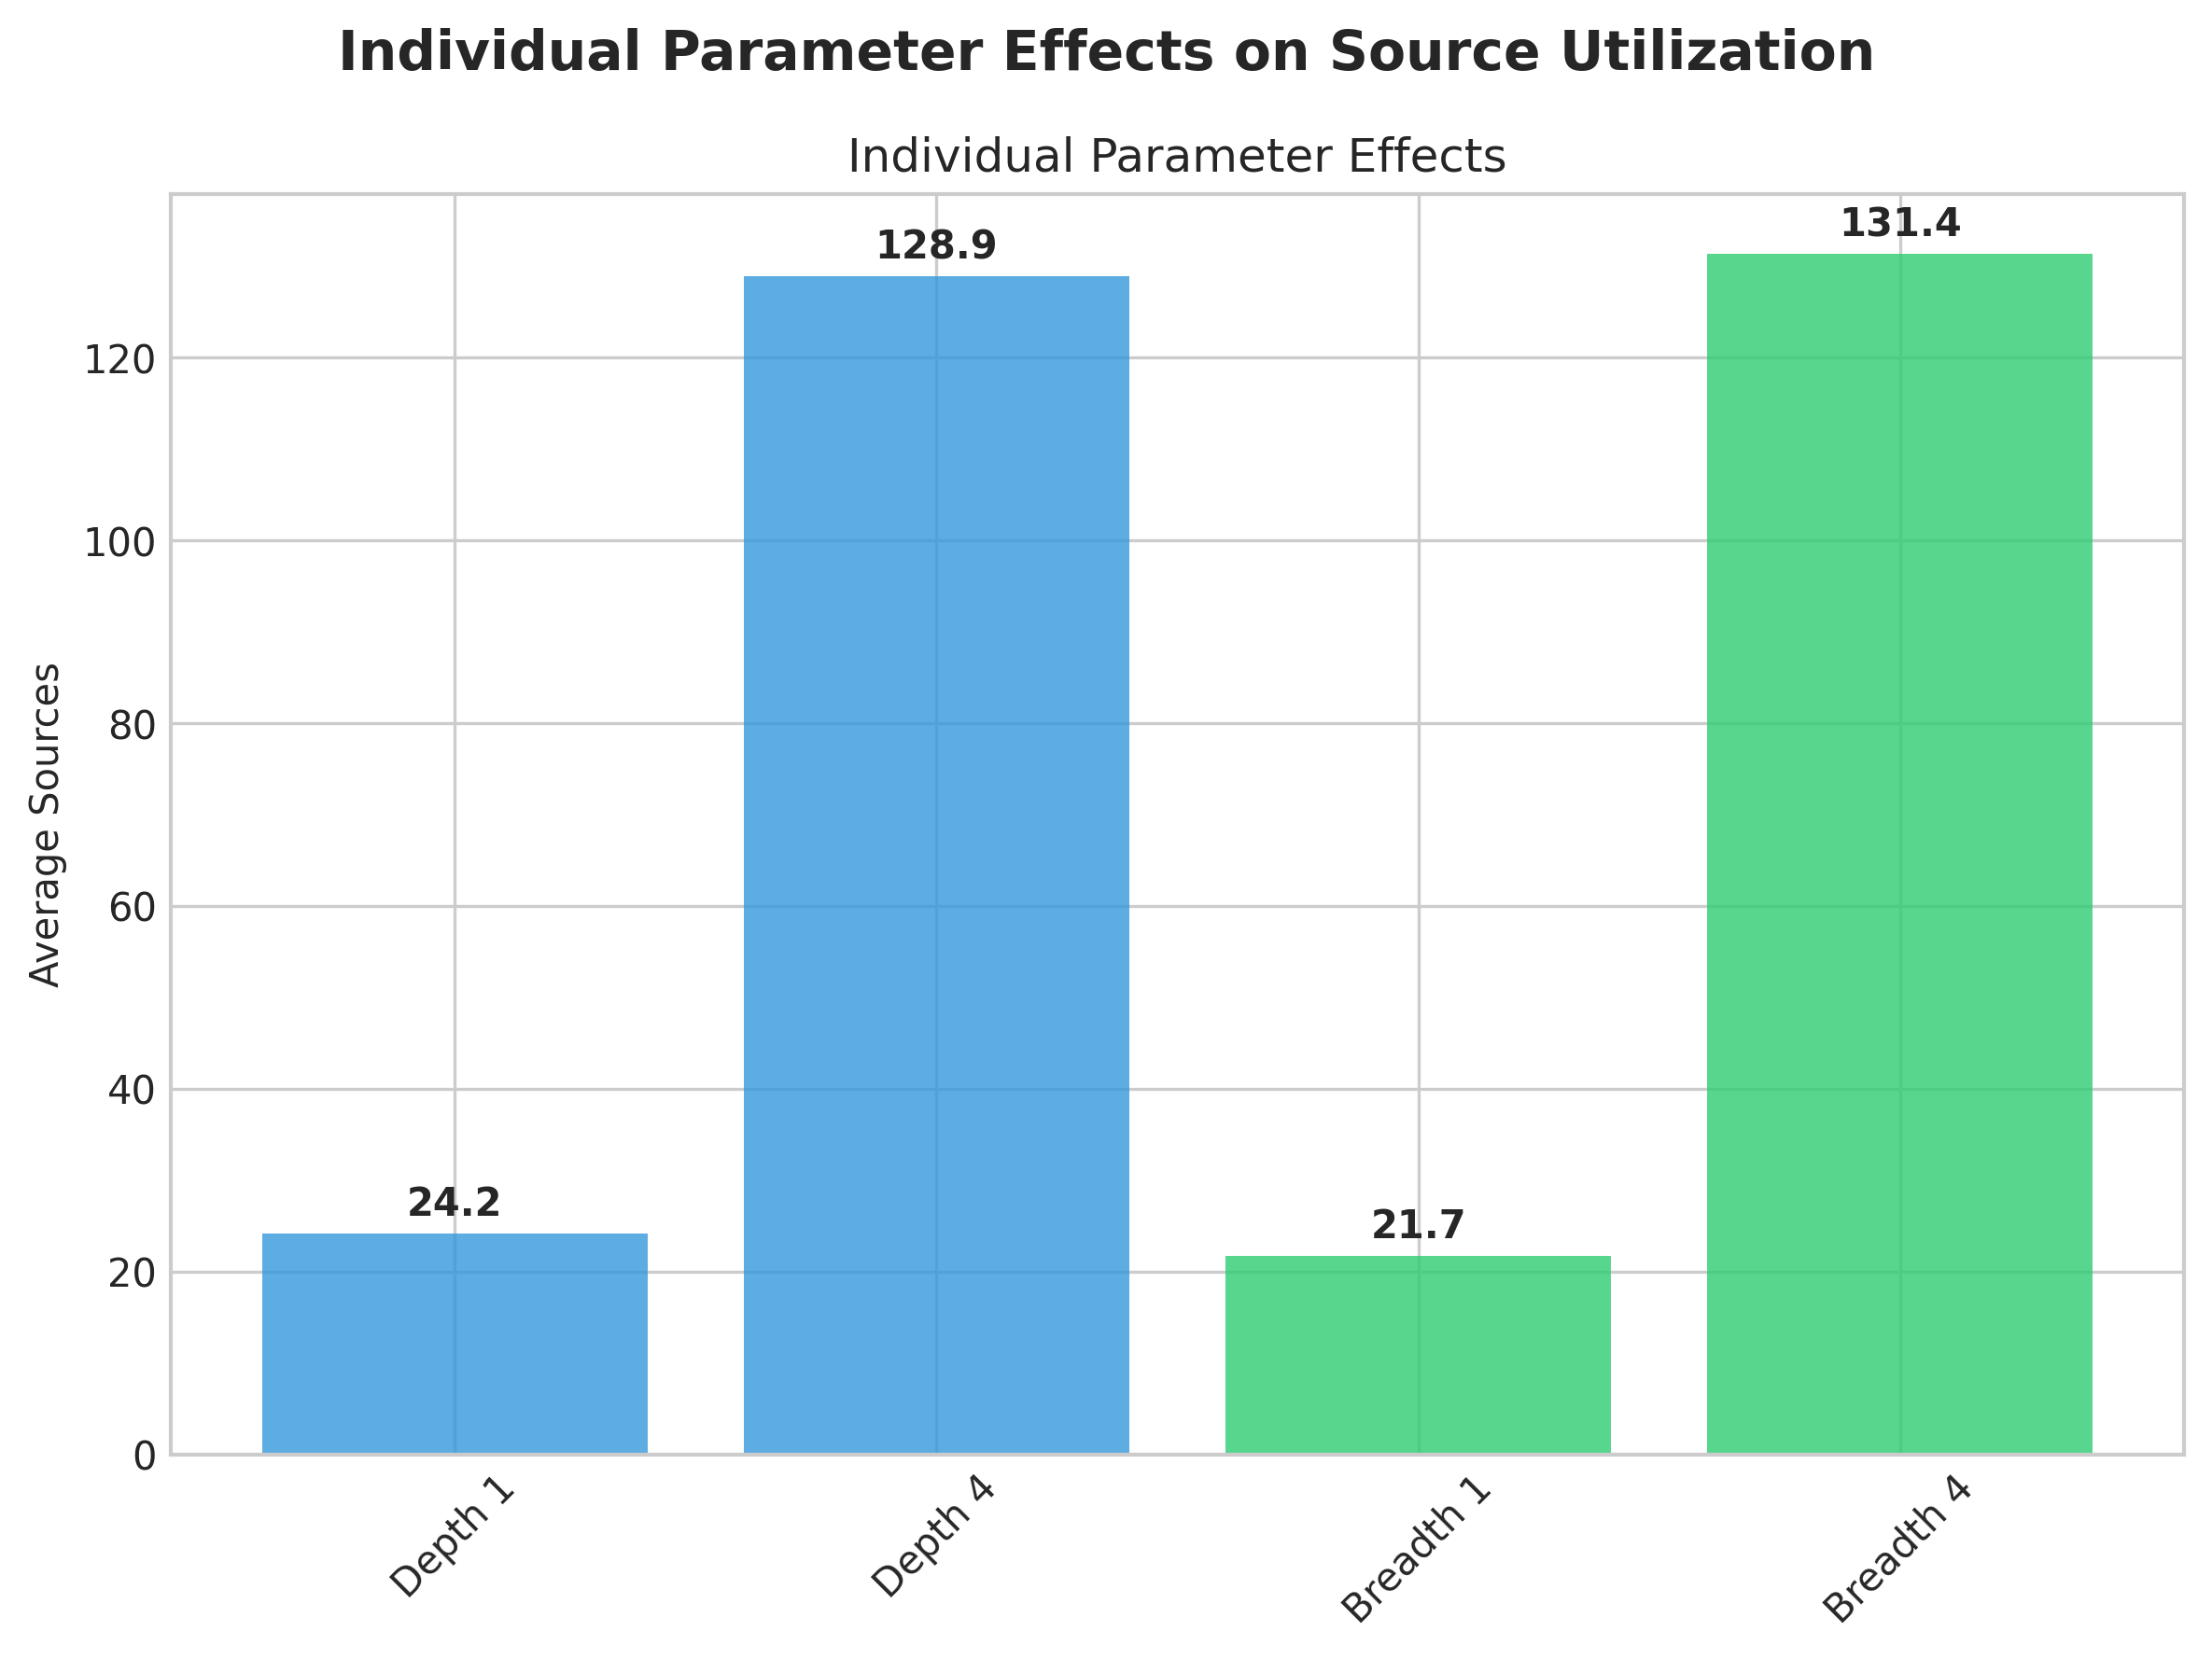 Individual Parameter Effects on Source Utilization
Individual Parameter Effects
Average Sources
120
100
80
60
40
20
0
128.9
131.4
24.2
21.7
Depth 1
Depth 4
Breadth 1
Breadth 4